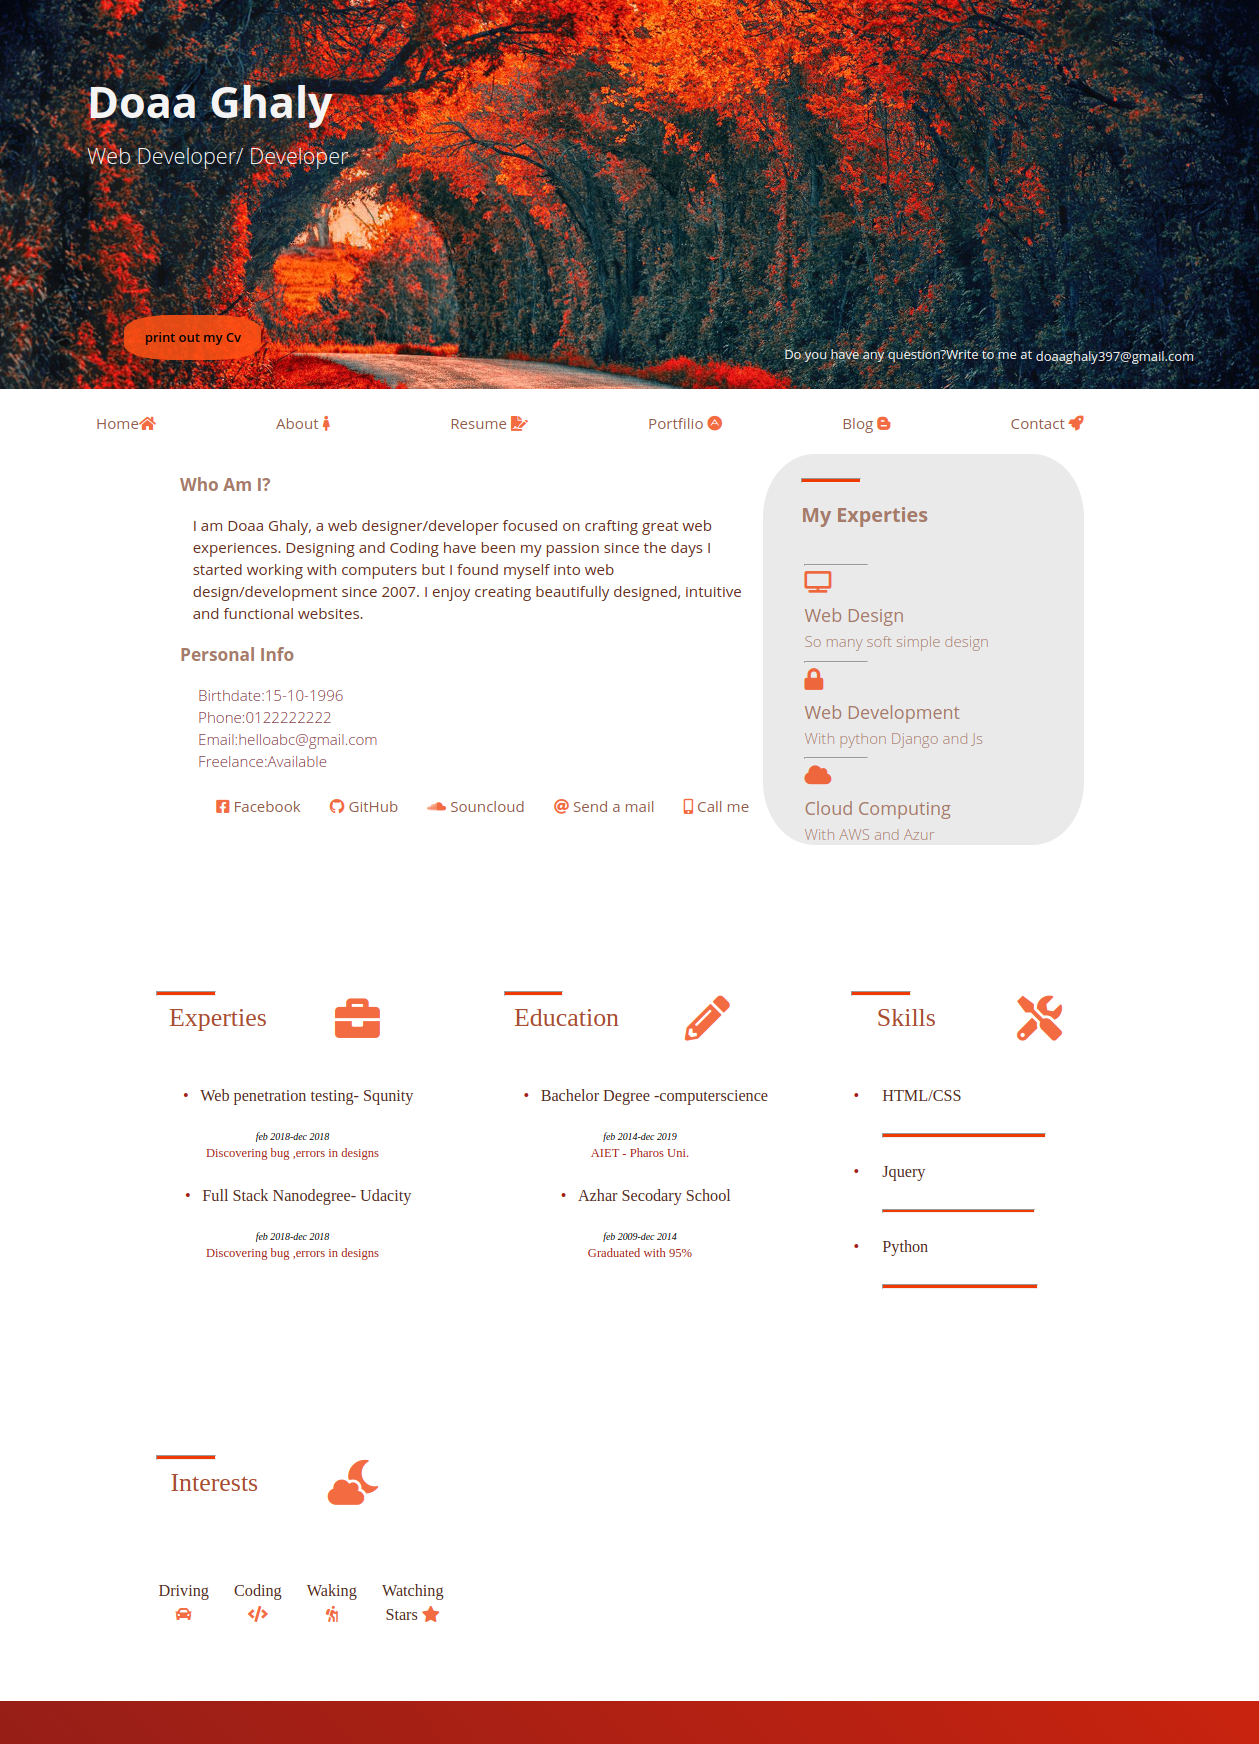 Doaa Ghaly
Web Developer/ Developer
print out my Cv
Do you have any question?Write to me at doaaghaly397@gmail.com
Home About Resume Portfilio Blog Contact
Who Am I?
I am Doaa Ghaly, a web designer/developer focused on crafting great web
experiences. Designing and Coding have been my passion since the days I
started working with computers but I found myself into web
design/development since 2007. I enjoy creating beautifully designed, intuitive
and functional websites.
Personal Info
Birthdate:15-10-1996
Phone:0122222222
Email:helloabc@gmail.com
Freelance:Available
Facebook GitHub Souncloud @ Send a mail Call me
My Experties
Web Design
So many soft simple design
Web Development
With python Django and Js
Cloud Computing
With AWS and Azur
Experties
• Web penetration testing- Squnity
feb 2018-dec 2018
Discovering bug ,errors in designs
• Full Stack Nanodegree- Udacity
feb 2018-dec 2018
Discovering bug ,errors in designs
Education
• Bachelor Degree -computerscience
feb 2014-dec 2019
AIET - Pharos Uni.
• Azhar Secodary School
feb 2009-dec 2014
Graduated with 95%
Skills
• HTML/CSS
• Jquery
• Python
Interests
Driving
Coding
Waking
Watching
Stars